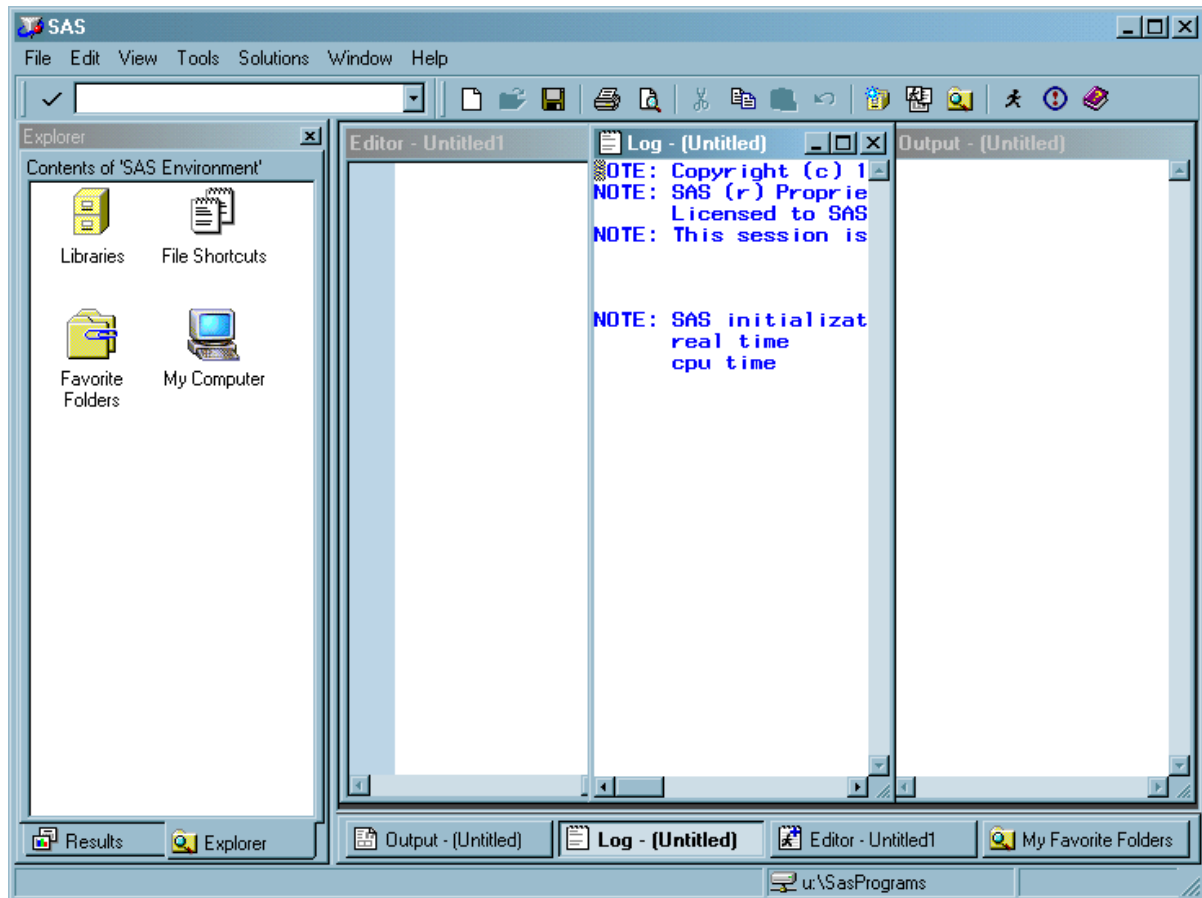 SAS
File Edit View Tools Solutions Window Help
Explorer
Contents of 'SAS Environment'
Libraries
File Shortcuts
Favorite
Folders
My Computer
Results
Explorer
Editor - Untitled1
Log - (Untitled)
OTE: Copyright (c) 1
NOTE: SAS (r) Proprie
Licensed to SAS
NOTE: This session is
NOTE: SAS initializat
real time
cpu time
Output - (Untitled)
Output - (Untitled)
Log - (Untitled)
Editor - Untitled1
My Favorite Folders
u:\SasPrograms